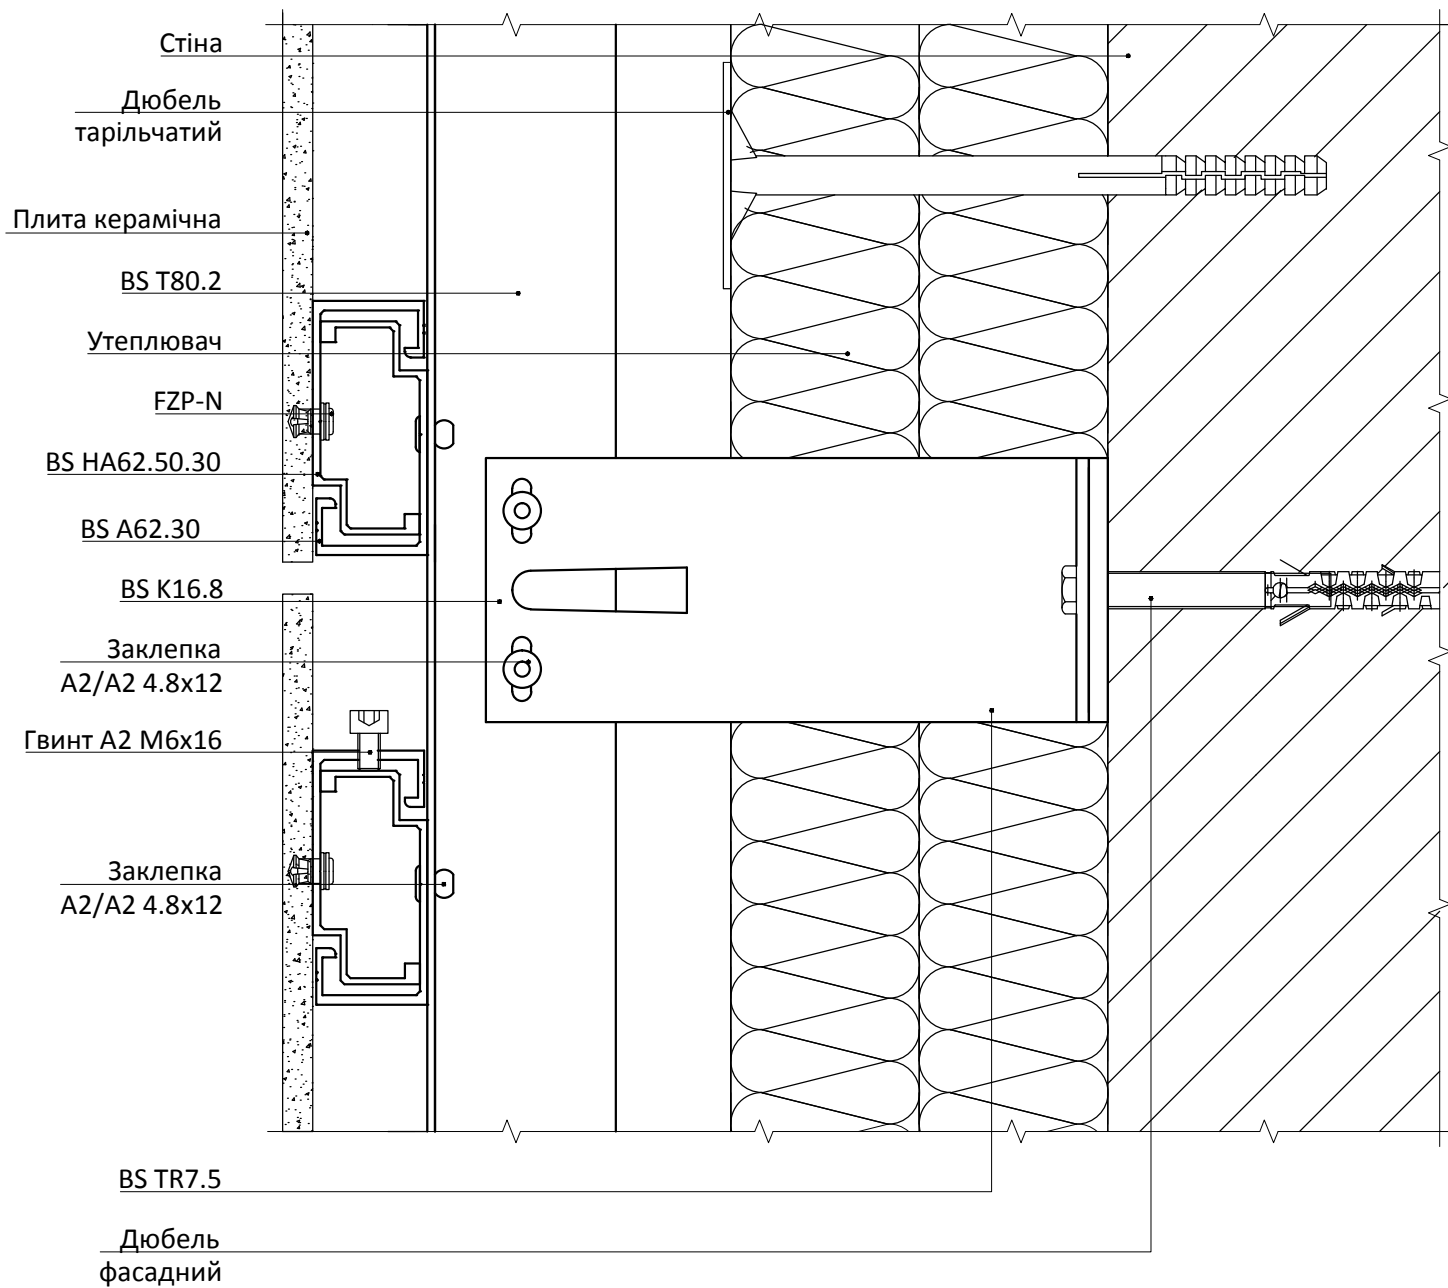 Стіна
Дюбель
тарільчатий
Плита керамічна
BS T80.2
Утеплювач
FZP-N
BS HA62.50.30
BS A62.30
BS K16.8
Заклепка
A2/A2 4.8x12
Гвинт A2 M6x16
Заклепка
A2/A2 4.8x12
BS TR7.5
Дюбель
фасадний